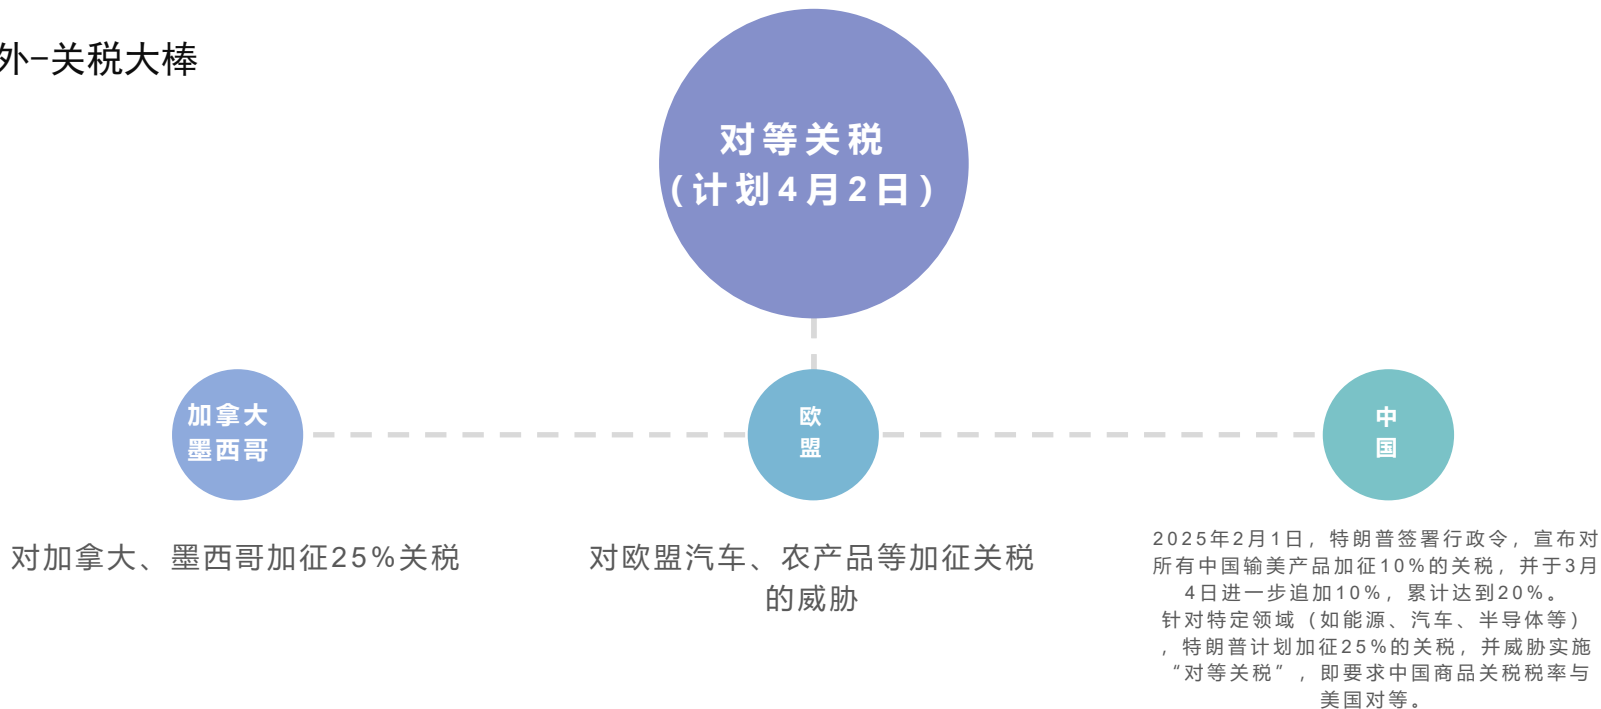 外-关税大棒
对等关税
(计划4月2日)
加拿大
墨西哥
欧
盟
中
国
对加拿大、墨西哥加征25%关税
对欧盟汽车、农产品等加征关税
的威胁
2025年2月1日，特朗普签署行政令，宣布对
所有中国输美产品加征10%的关税，并于3月
4日进一步追加10%，累计达到20%。
针对特定领域（如能源、汽车、半导体等）
，特朗普计划加征25%的关税，并威胁实施
“对等关税”，即要求中国商品关税税率与
美国对等。